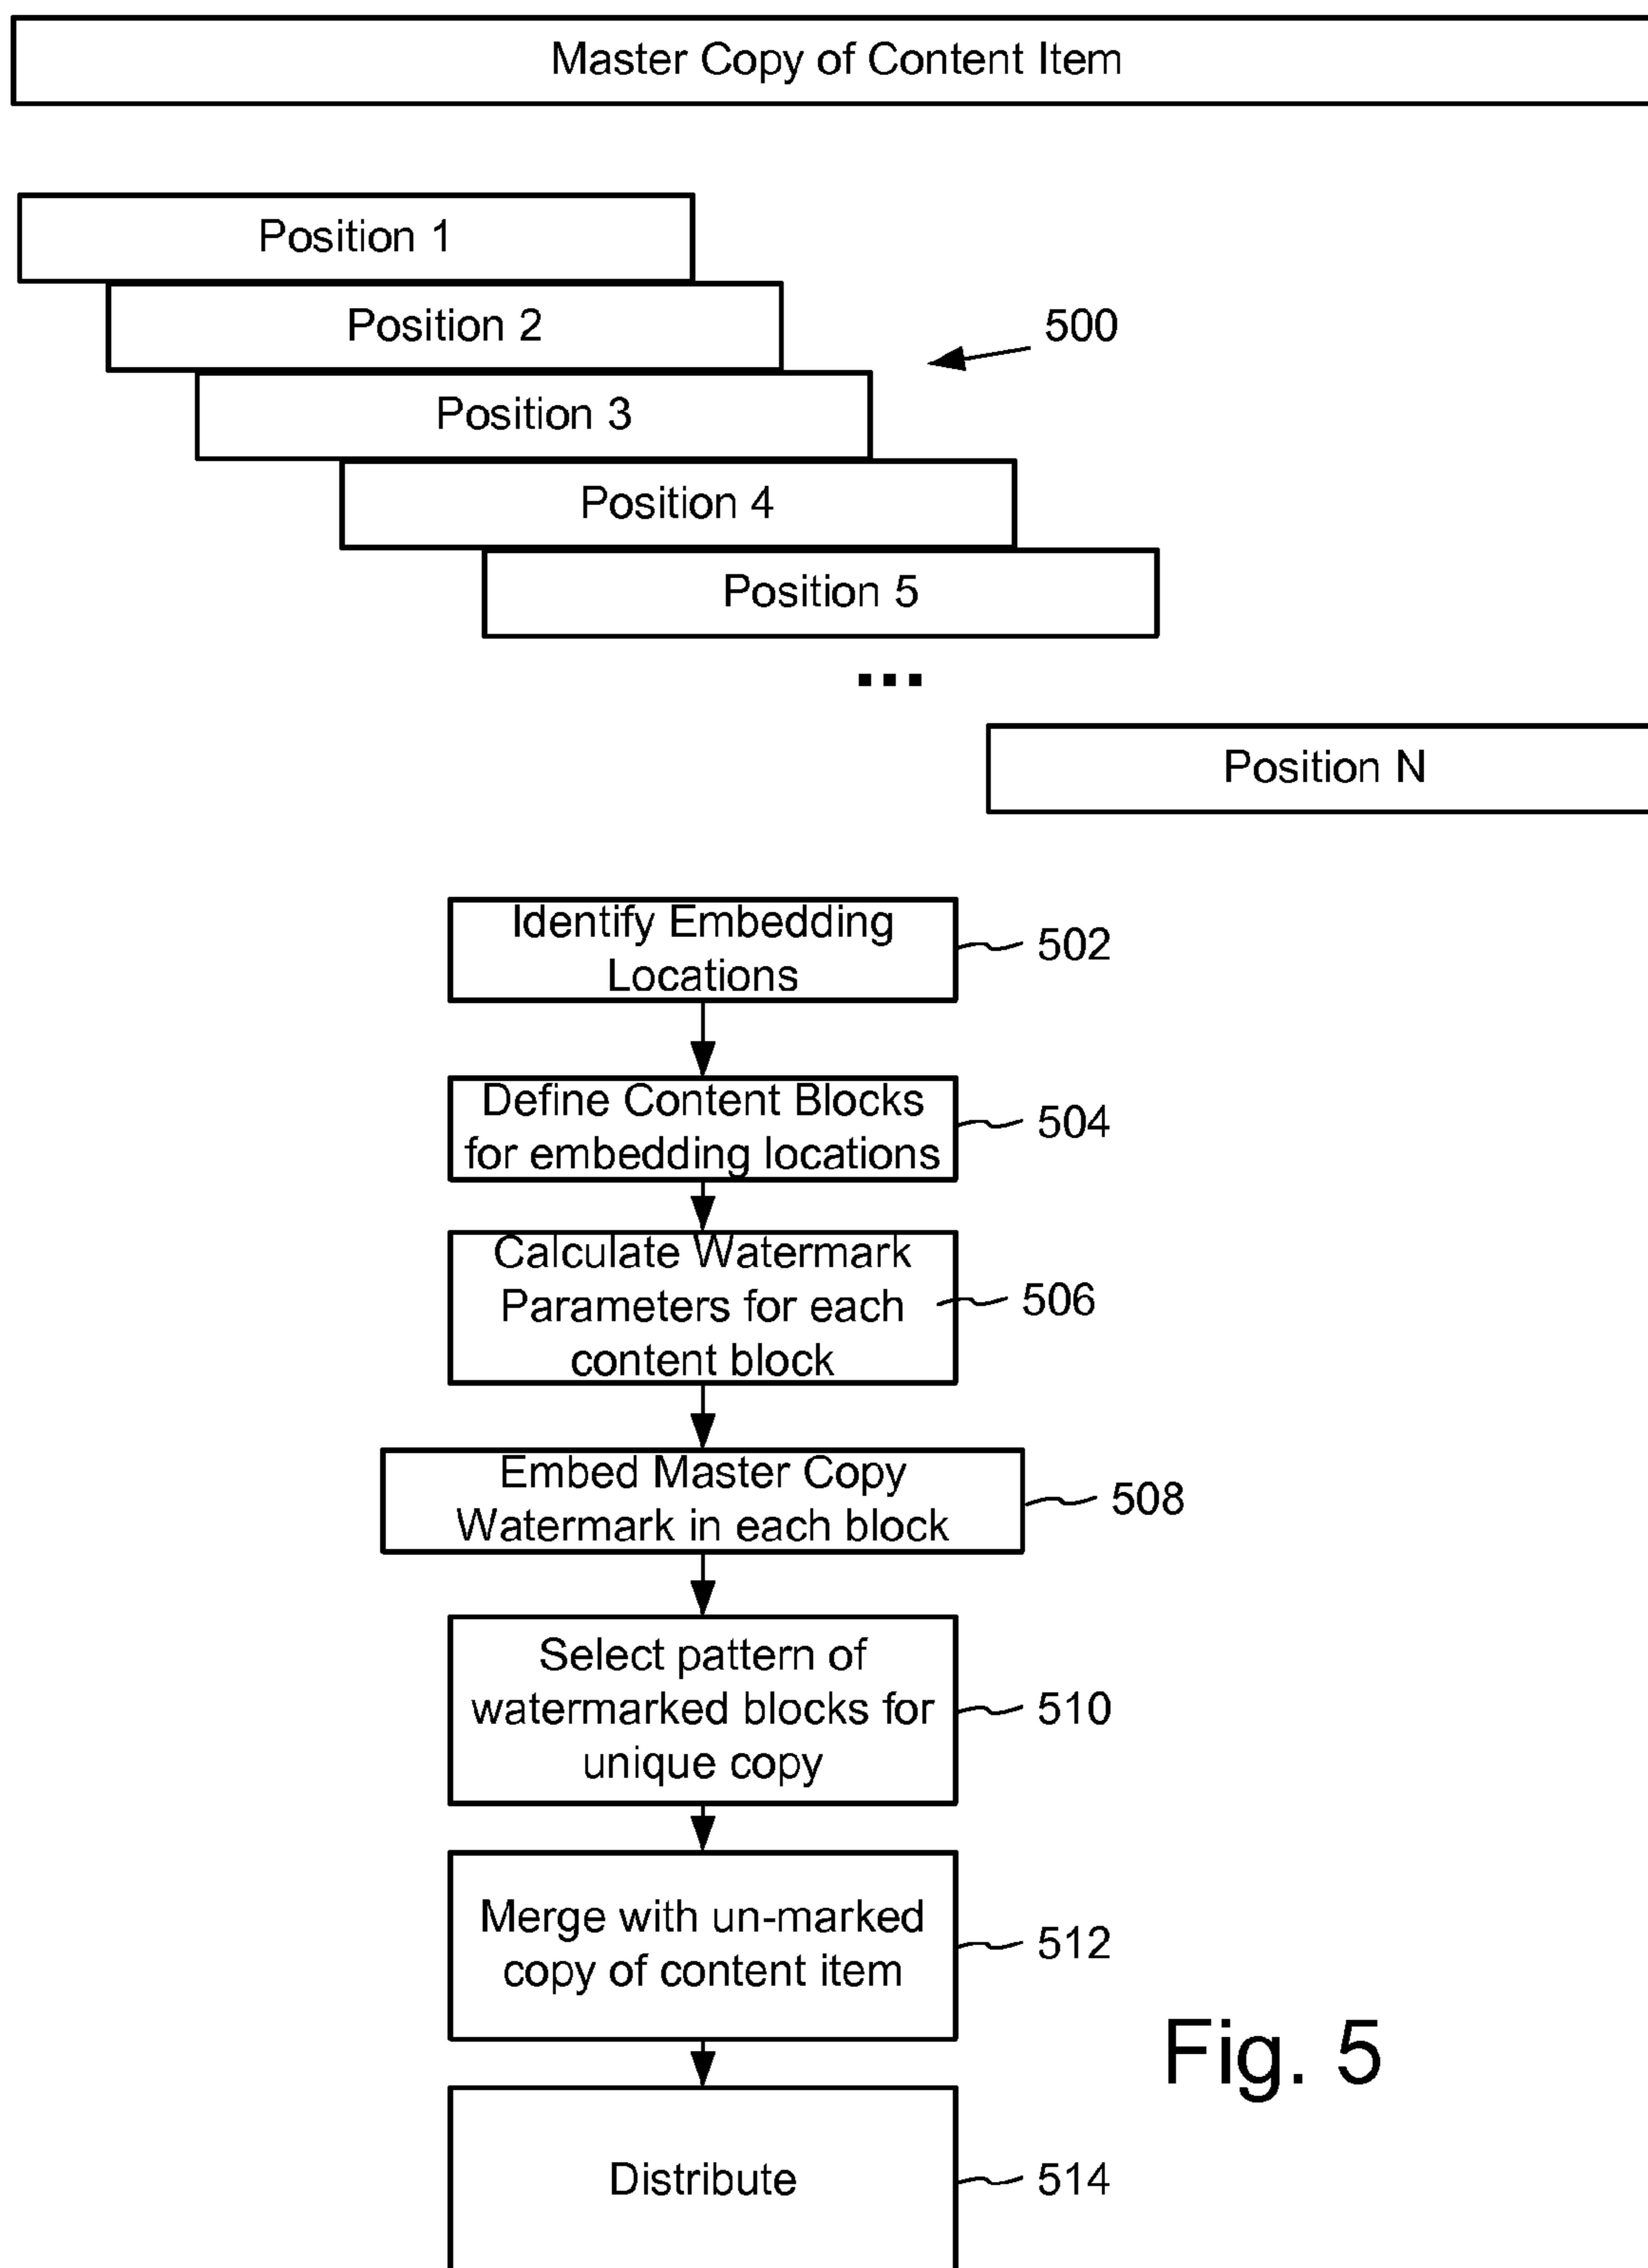 Master Copy of Content Item
Position 1
Position 2
500
Position 3
Position 4
Position 5
...
Position N
Identify Embedding
Locations
502
Define Content Blocks
for embedding locations
504
Calculate Watermark
Parameters for each
content block
506
Embed Master Copy
Watermark in each block
508
Select pattern of
watermarked blocks for
unique copy
510
Merge with un-marked
copy of content item
512
Fig. 5
Distribute
514